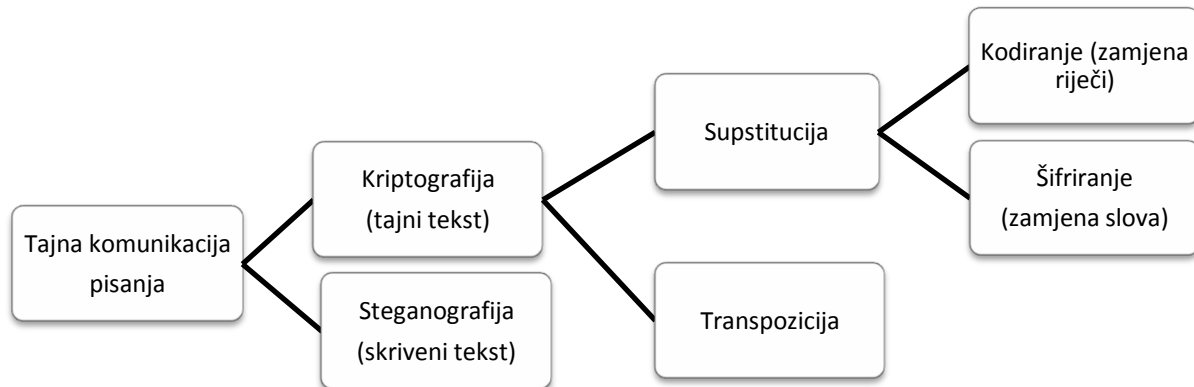 Tajna komunikacija
pisanja
Kriptografija
(tajni tekst)
Steganografija
(skriveni tekst)
Supstitucija
Transpozicija
Kodiranje (zamjena
riječi)
Šifriranje
(zamjena slova)